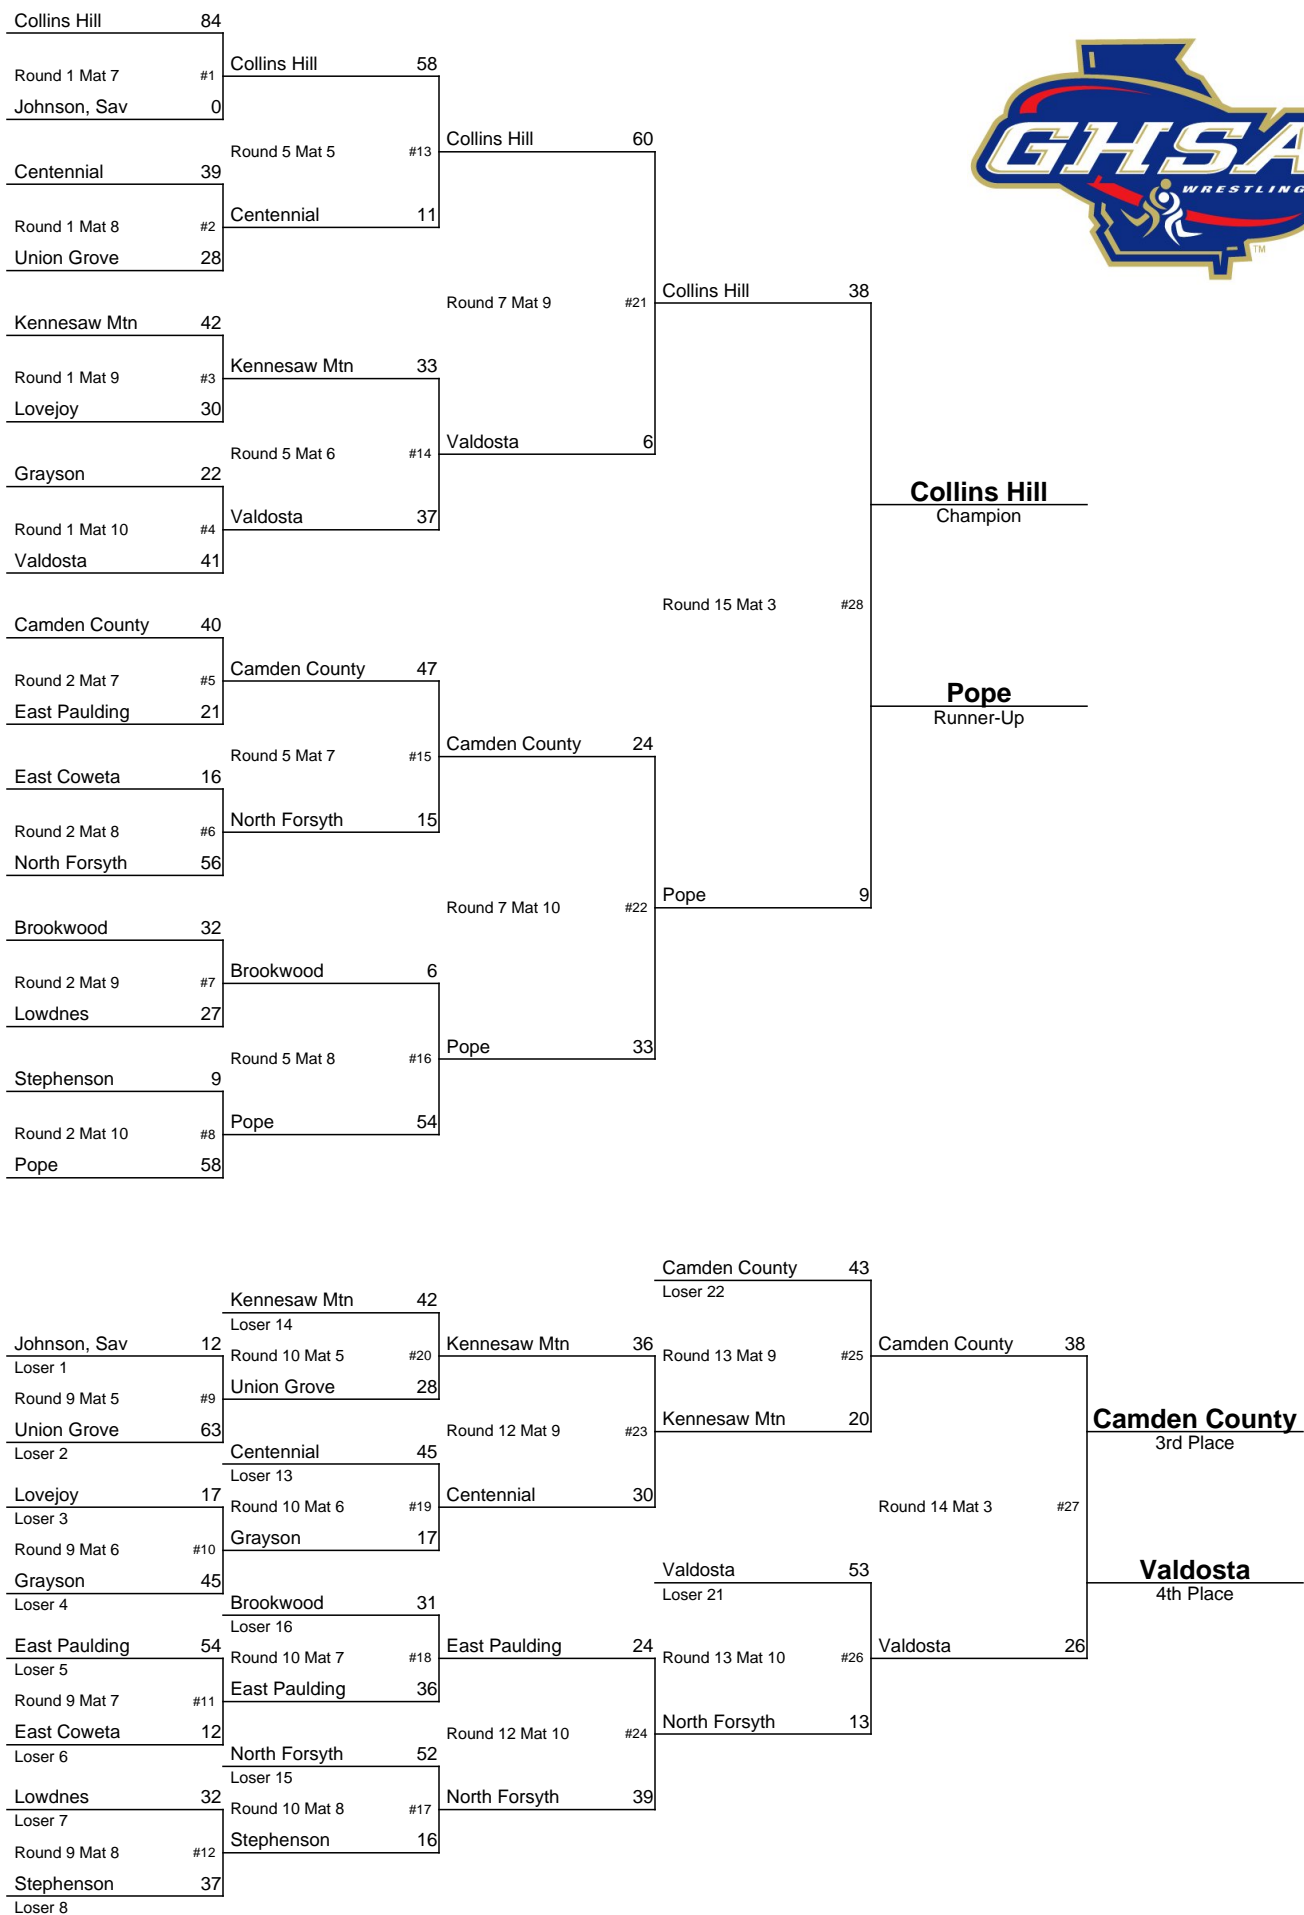 Collins Hill 84
Round 1 Mat 7 #1
Johnson, Sav 0
Collins Hill 58
Centennial 39
Round 1 Mat 8 #2
Union Grove 28
Round 5 Mat 5 #13
Centennial 11
Collins Hill 60
GHSA
WRESTLING
TM
Kennesaw Mtn 42
Round 1 Mat 9 #3
Lovejoy 30
Kennesaw Mtn 33
Round 7 Mat 9 #21
Collins Hill 38
Grayson 22
Round 1 Mat 10 #4
Valdosta 41
Round 5 Mat 6 #14
Valdosta 37
Valdosta 6
Collins Hill
Champion
Camden County 40
Round 2 Mat 7 #5
East Paulding 21
Camden County 47
Round 15 Mat 3 #28
East Coweta 16
Round 2 Mat 8 #6
North Forsyth 56
Round 5 Mat 7 #15
North Forsyth 15
Camden County 24
Pope
Runner-Up
Brookwood 32
Round 2 Mat 9 #7
Lowdnes 27
Brookwood 6
Round 7 Mat 10 #22
Pope 9
Stephenson 9
Round 2 Mat 10 #8
Pope 58
Round 5 Mat 8 #16
Pope 54
Pope 33
Johnson, Sav 12
Loser 1
Round 9 Mat 5 #9
Union Grove 63
Loser 2
Lovejoy 17
Loser 3
Round 9 Mat 6 #10
Grayson 45
Loser 4
East Paulding 54
Loser 5
Round 9 Mat 7 #11
East Coweta 12
Loser 6
Lowdnes 32
Loser 7
Round 9 Mat 8 #12
Stephenson 37
Loser 8
Kennesaw Mtn 42
Loser 14
Round 10 Mat 5 #20
Union Grove 28
Centennial 45
Loser 13
Round 10 Mat 6 #19
Grayson 17
Brookwood 31
Loser 16
Round 10 Mat 7 #18
East Paulding 36
North Forsyth 52
Loser 15
Round 10 Mat 8 #17
Stephenson 16
Kennesaw Mtn 36
Round 12 Mat 9 #23
Centennial 30
East Paulding 24
Round 12 Mat 10 #24
North Forsyth 39
Camden County 43
Loser 22
Round 13 Mat 9 #25
Kennesaw Mtn 20
Valdosta 53
Loser 21
Round 13 Mat 10 #26
North Forsyth 13
Camden County 38
Round 14 Mat 3 #27
Valdosta 26
Camden County
3rd Place
Valdosta
4th Place